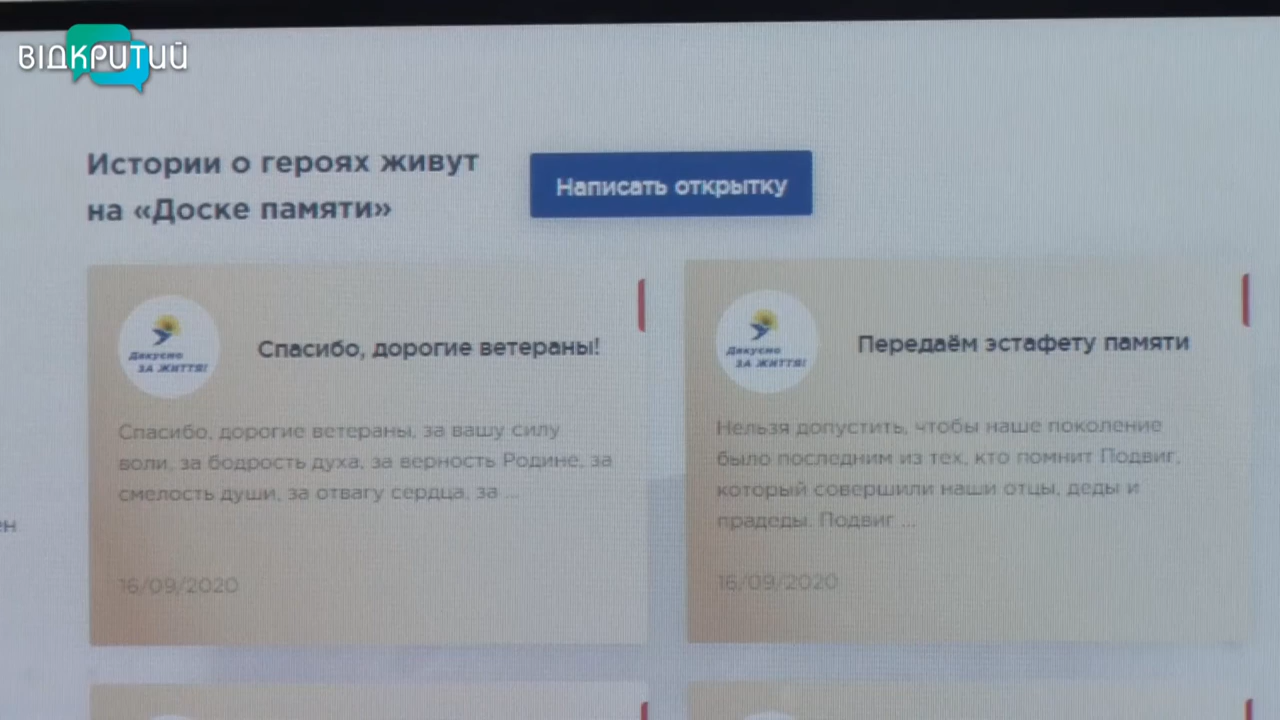 ВІДКРИТИЙ
Истории о героях живут
на «Доске памяти»
Написать открытку
Дякуємо
ЗА ЖИТТЯ!
Спасибо, дорогие ветераны!
Спасибо, дорогие ветераны, за вашу силу
воли, за бодрость духа, за верность Родине, за
смелость души, за отвагу сердца, за ...
16/09/2020
Дякуємо
ЗА ЖИТТЯ!
Передаём эстафету памяти
Нельзя допустить, чтобы наше поколение
было последним из тех, кто помнит Подвиг,
который совершили наши отцы, деды и
прадеды. Подвиг ...
16/09/2020
ен